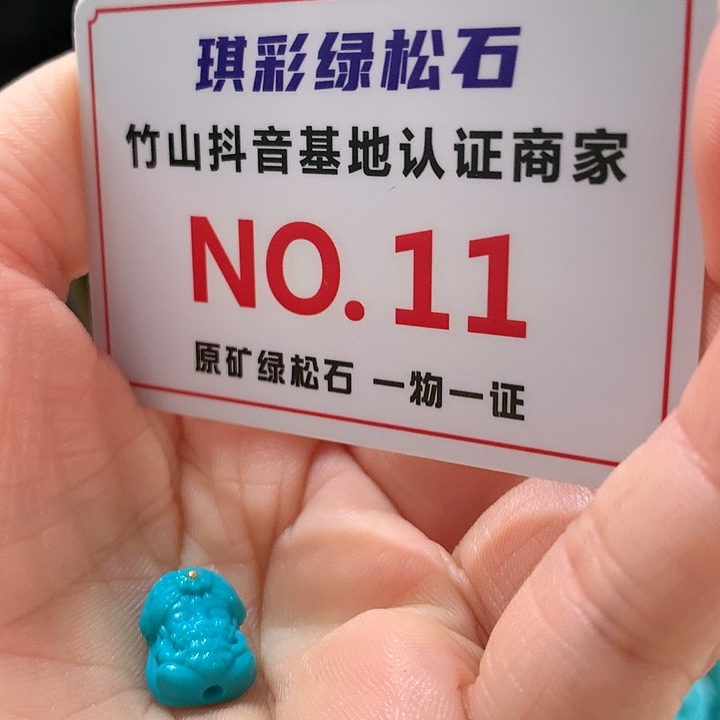 琪彩绿松石
竹山抖音基地认证商家
NO.11
原矿绿松石 一物一证